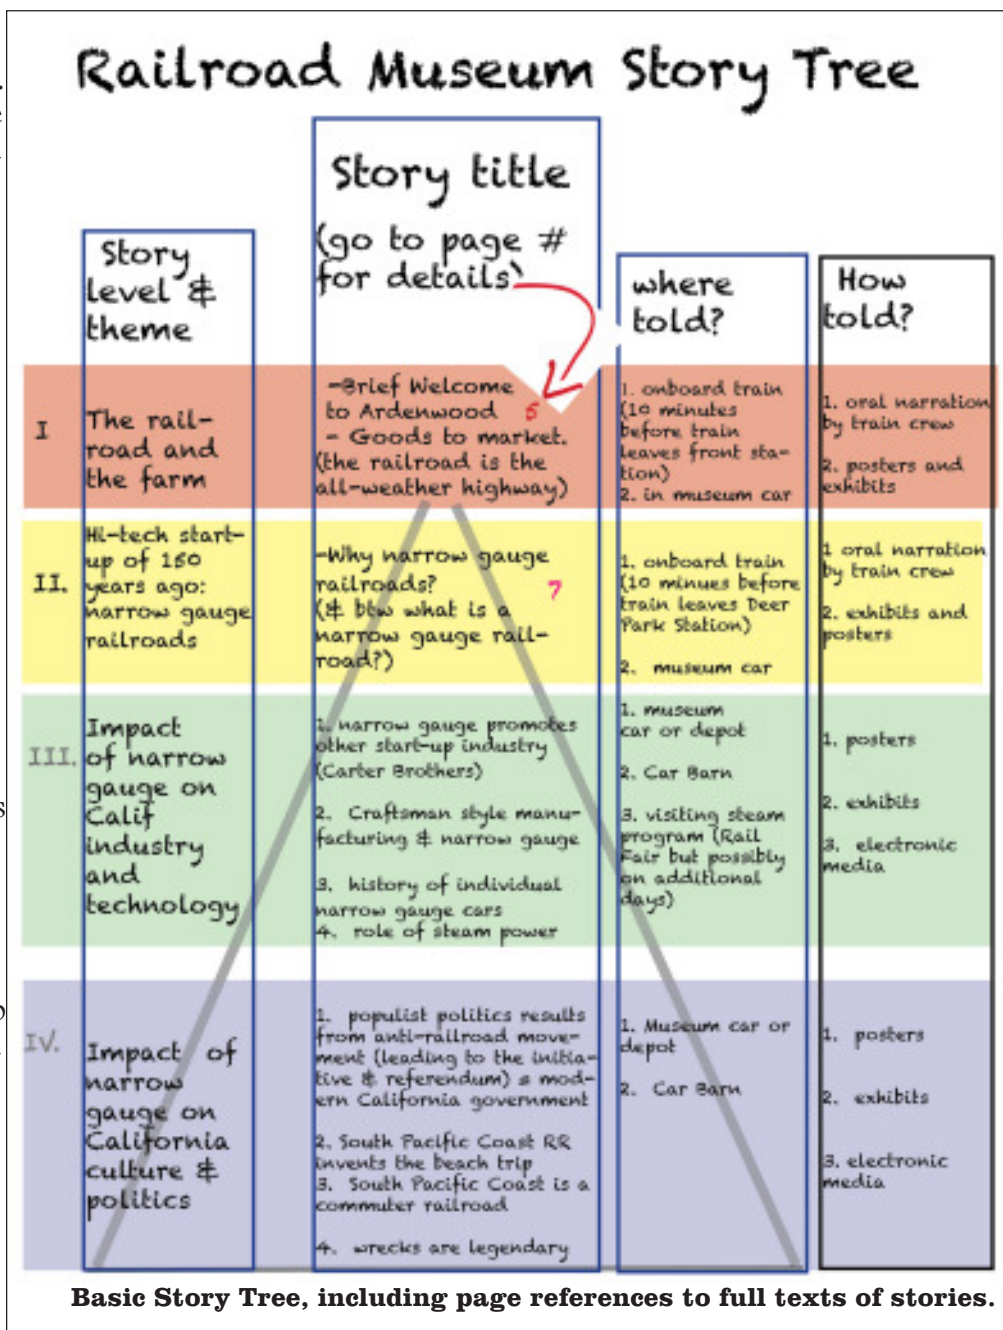 Railroad Museum Story Tree
Story level &
theme
Story title
(go to page #
for details)
where
told?
How
told?
I
The rail-
road and
the farm
-Brief Welcome
to Ardenwood 5
- Goods to market.
(the railroad is the
all-weather highway)
1. onboard train
(10 minutes
before train
leaves front sta-
tion)
2. in museum car
1. oral narration
by train crew
2. posters and
exhibits
II.
Hi-tech start-
up of 150
years ago:
narrow gauge
railroads
-Why narrow gauge
railroads? 7
(& btw what is a
narrow gauge rail-
road?)
1. onboard train
(10 minues before
train leaves Deer
Park Station)
2. museum car
1 oral narration
by train crew
2. exhibits and
posters
III.
Impact
of narrow
gauge on
Calif
industry
and
technology
1. narrow gauge promotes
other start-up industry
(Carter Brothers)
2. Craftsman style manu-
facturing & narrow gauge
3. history of individual
narrow gauge cars
4. role of steam power
1. museum
car or depot
2. Car Barn
3. visiting steam
program (Rail
Fair but possibly
on additional
days)
1. posters
2. exhibits
3. electronic
media
IV.
Impact of
narrow
gauge on
California
culture &
politics
1. populist politics results
from anti-railroad move-
ment (leading to the initia-
tive & referendum) = mod-
ern California government
2. South Pacific Coast RR
invents the beach trip
3. South Pacific Coast is a
commuter railroad
4. wrecks are legendary
1. Museum car or
depot
2. Car Barn
1. posters
2. exhibits
3. electronic
media
Basic Story Tree, including page references to full texts of stories.